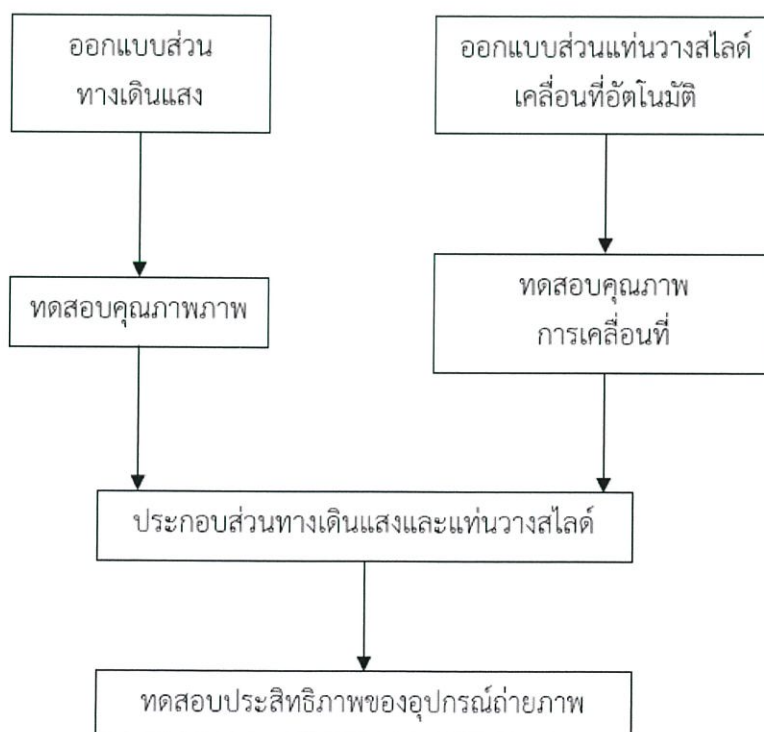 ออกแบบส่วน
ทางเดินแสง
ออกแบบส่วนแท่นวางสไลด์
เคลื่อนที่อัตโนมัติ
ทดสอบคุณภาพภาพ
ทดสอบคุณภาพ
การเคลื่อนที่
ประกอบส่วนทางเดินแสงและแท่นวางสไลด์
ทดสอบประสิทธิภาพของอุปกรณ์ถ่ายภาพ